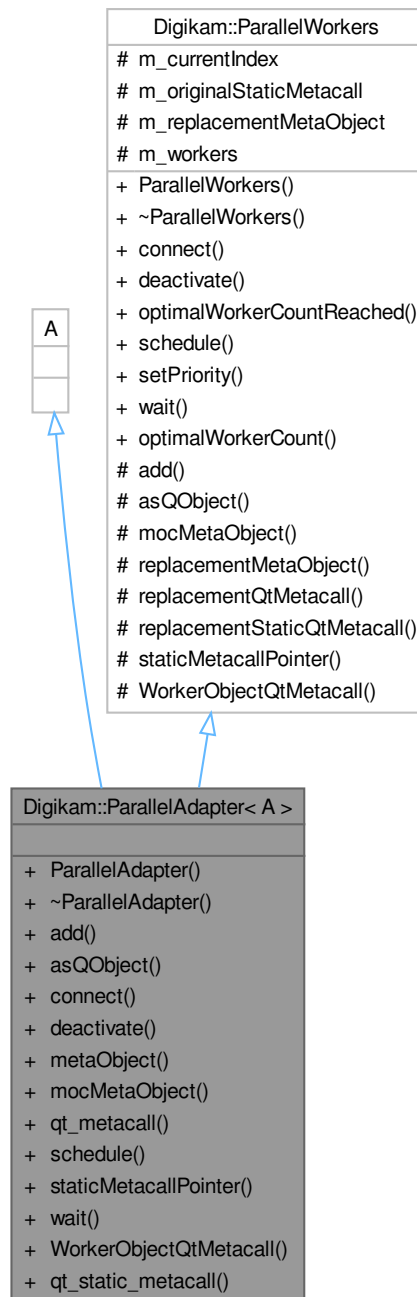 Digikam::ParallelWorkers
# m_currentIndex
# m_originalStaticMetacall
# m_replacementMetaObject
# m_workers
+ ParallelWorkers()
+ ~ParallelWorkers()
+ connect()
+ deactivate()
+ optimalWorkerCountReached()
+ schedule()
+ setPriority()
+ wait()
+ optimalWorkerCount()
# add()
# asQObject()
# mocMetaObject()
# replacementMetaObject()
# replacementQtMetacall()
# replacementStaticQtMetacall()
# staticMetacallPointer()
# WorkerObjectQtMetacall()
A
Digikam::ParallelAdapter< A >
+ ParallelAdapter()
+ ~ParallelAdapter()
+ add()
+ asQObject()
+ connect()
+ deactivate()
+ metaObject()
+ mocMetaObject()
+ qt_metacall()
+ schedule()
+ staticMetacallPointer()
+ wait()
+ WorkerObjectQtMetacall()
+ qt_static_metacall()